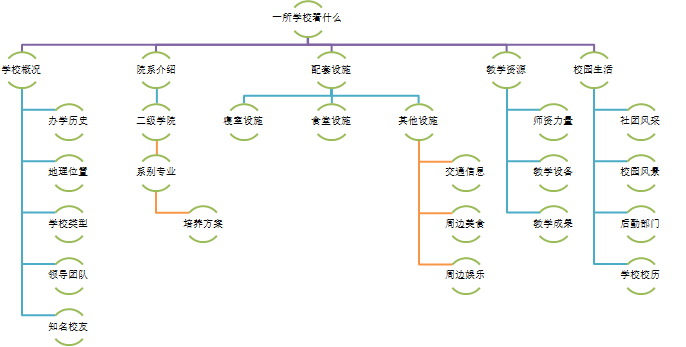 一所学校看什么
学校概况
院系介绍
配套设施
教学资源
校园生活
办学历史
二级学院
寝室设施
食堂设施
其他设施
师资力量
社团风采
地理位置
系别专业
交通信息
教学设备
校园风景
学校类型
培养方案
周边美食
教学成果
后勤部门
领导团队
周边娱乐
学校校历
知名校友